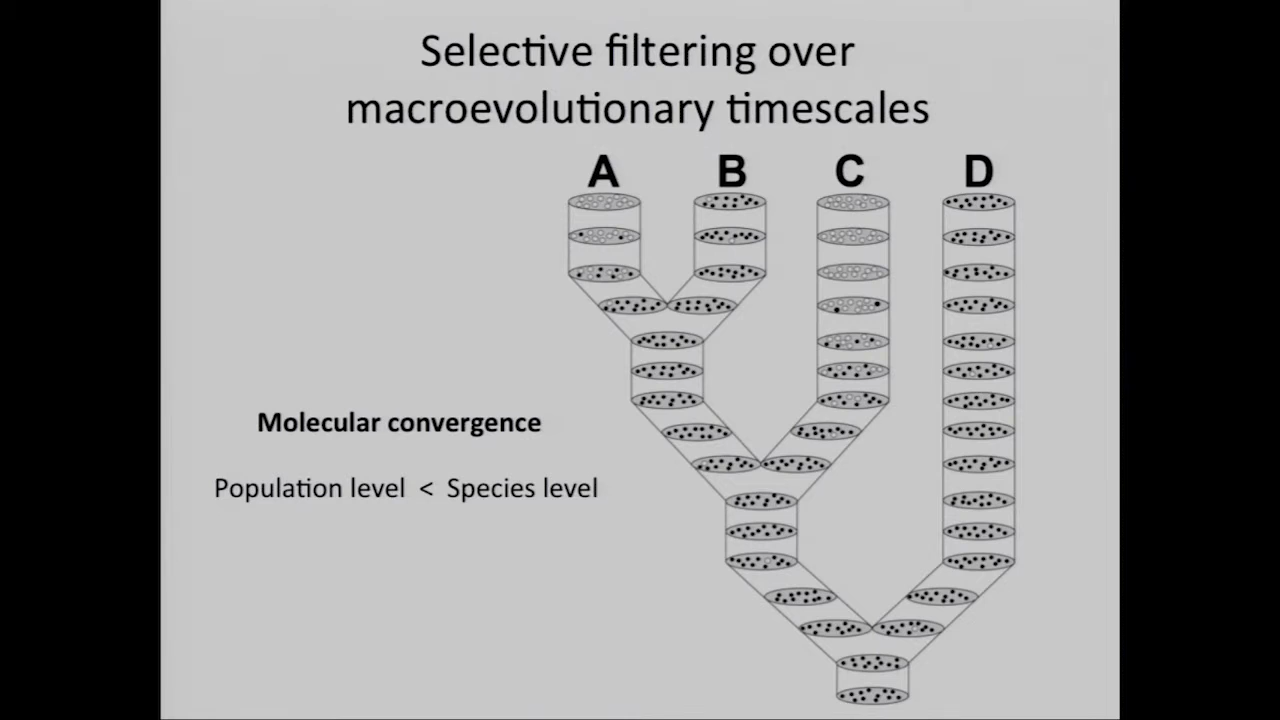 Selective filtering over
macroevolutionary timescales
A B C D
Molecular convergence
Population level < Species level